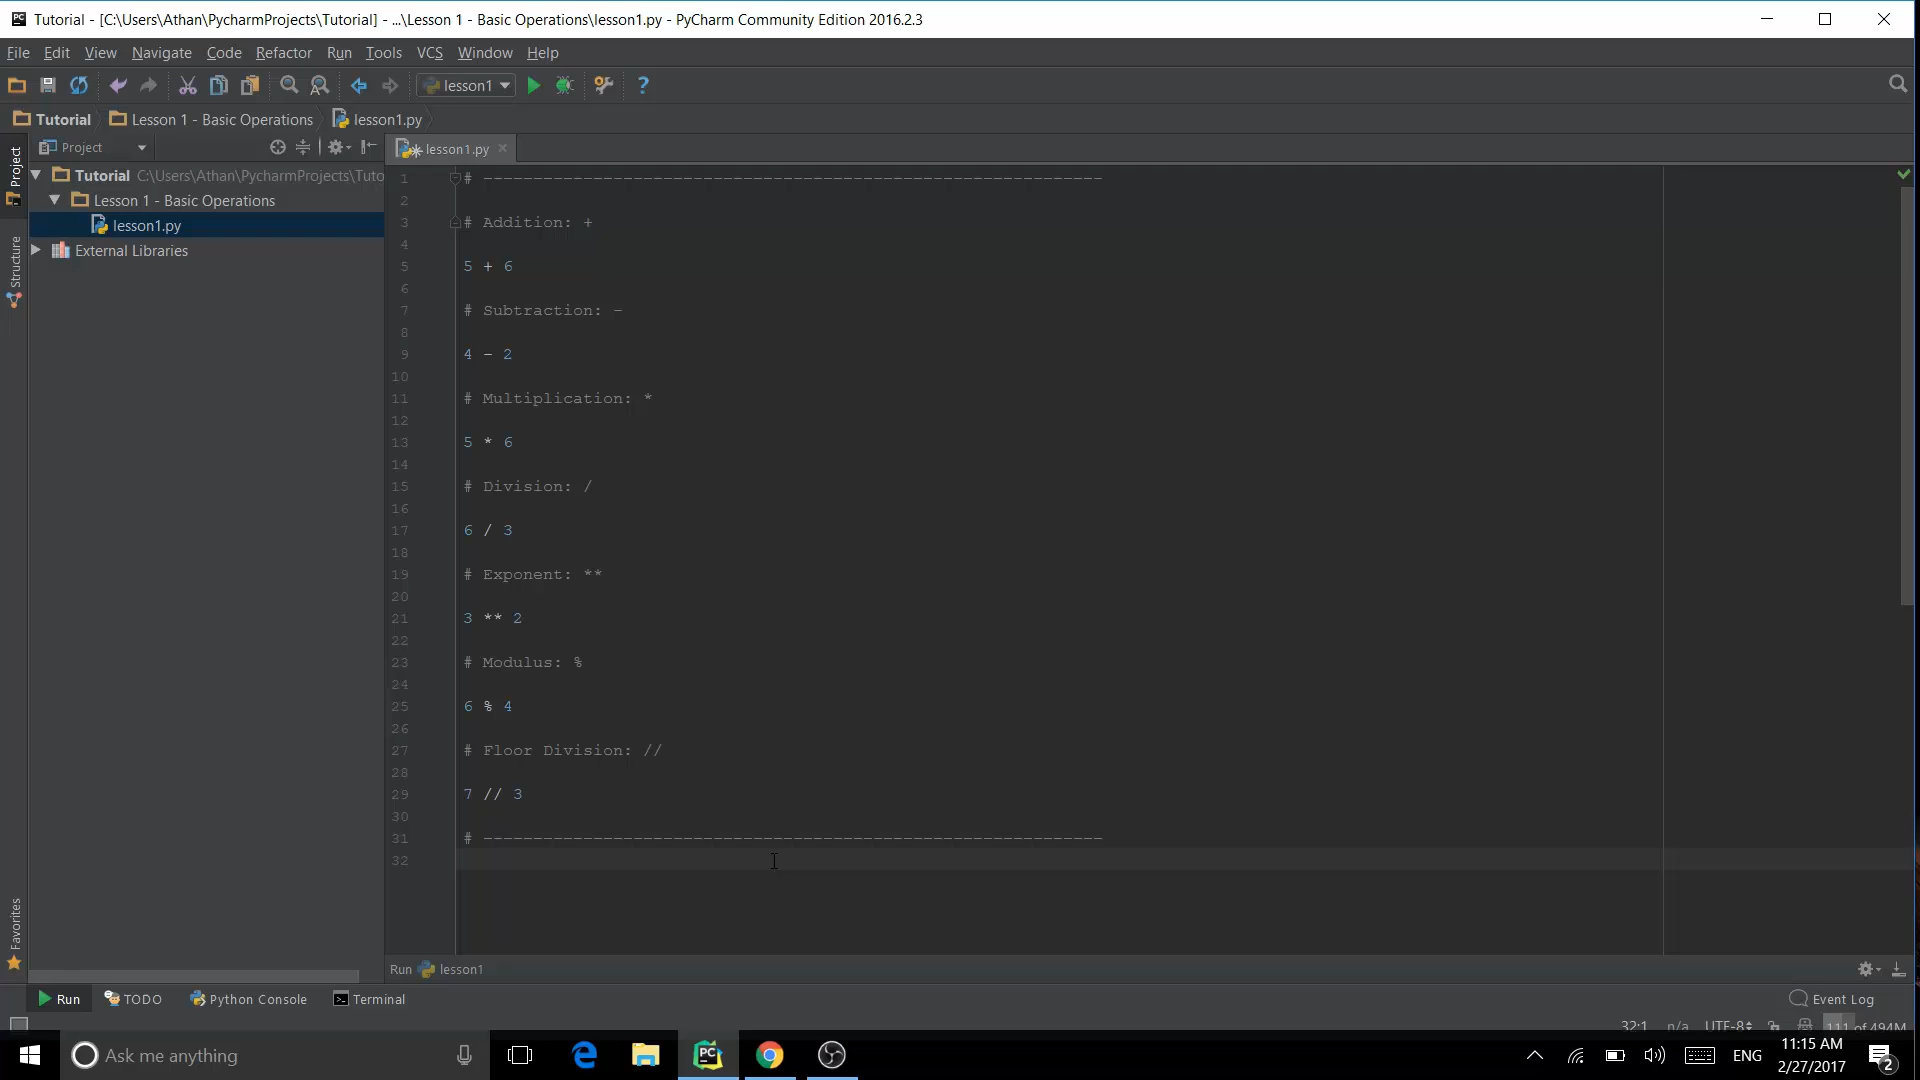 Tutorial - [C:\Users\Athan\PycharmProjects\Tutorial] - ...\Lesson 1 - Basic Operations\lesson1.py - PyCharm Community Edition 2016.2.3
File Edit View Navigate Code Refactor Run Tools VCS Window Help
lesson1
Tutorial Lesson 1 - Basic Operations lesson1.py
Project
Project
lesson1.py
Tutorial C:\Users\Athan\PycharmProjects\Tuto
Lesson 1 - Basic Operations
lesson1.py
External Libraries
Structure
Favorites
1 # --------------------------------------------------------------
2
3 # Addition: +
4
5 5 + 6
6
7 # Subtraction: -
8
9 4 - 2
10
11 # Multiplication: *
12
13 5 * 6
14
15 # Division: /
16
17 6 / 3
18
19 # Exponent: **
20
21 3 ** 2
22
23 # Modulus: %
24
25 6 % 4
26
27 # Floor Division: //
28
29 7 // 3
30
31 # --------------------------------------------------------------
32
Run lesson1
Run TODO Python Console Terminal Event Log
32:1 n/a UTF-8 111 of 494M
Ask me anything
ENG
11:15 AM
2/27/2017
2